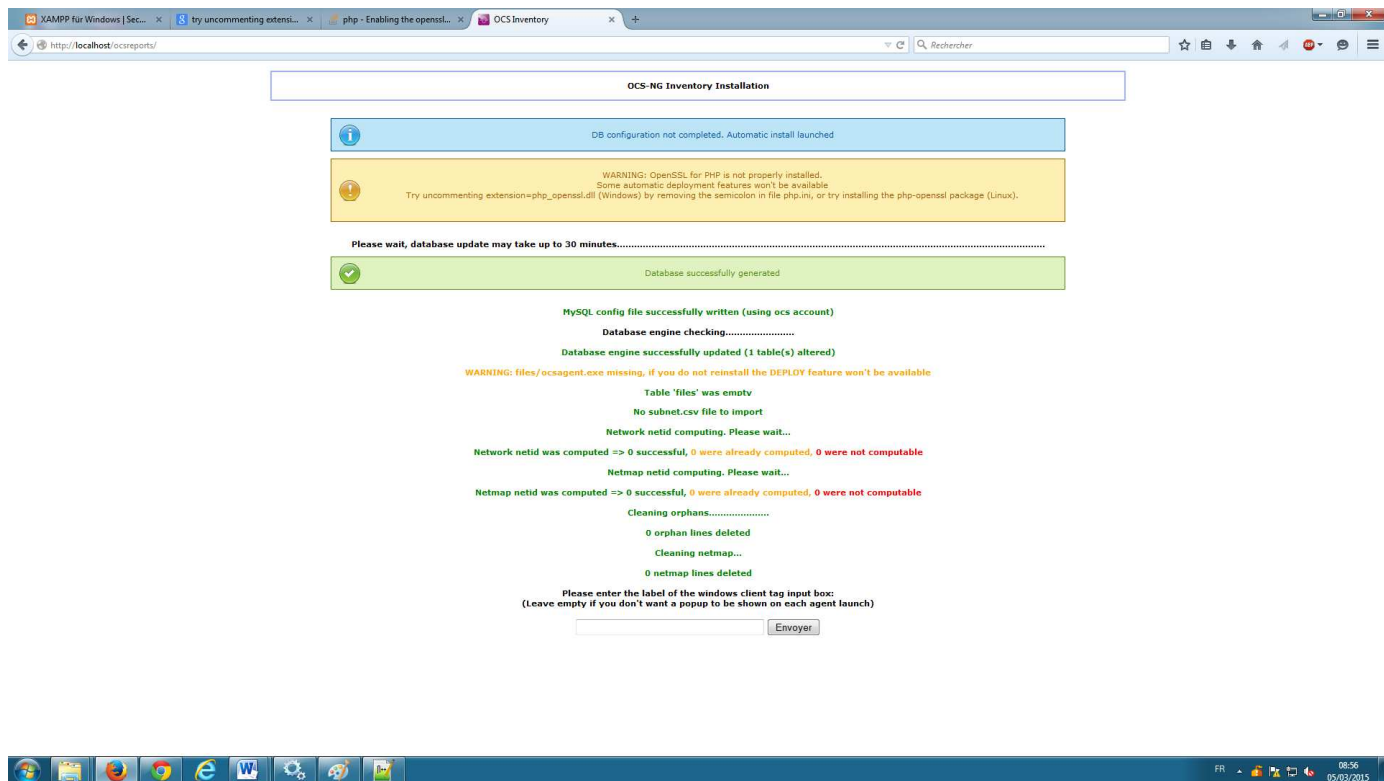 XAMPP für Windows | Sec...
try uncommenting extensi...
php - Enabling the openssl...
OCS Inventory
http://localhost/ocsreports/
Rechercher
OCS-NG Inventory Installation
DB configuration not completed. Automatic install launched
WARNING: OpenSSL for PHP is not properly installed.
Some automatic deployment features won't be available
Try uncommenting extension=php_openssl.dll (Windows) by removing the semicolon in file php.ini, or try installing the php-openssl package (Linux).
Please wait, database update may take up to 30 minutes..........................................................................................................................................................
Database successfully generated
MySQL config file successfully written (using ocs account)
Database engine checking........................
Database engine successfully updated (1 table(s) altered)
WARNING: files/ocsagent.exe missing, if you do not reinstall the DEPLOY feature won't be available
Table 'files' was empty
No subnet.csv file to import
Network netid computing. Please wait...
Network netid was computed => 0 successful, 0 were already computed, 0 were not computable
Netmap netid computing. Please wait...
Netmap netid was computed => 0 successful, 0 were already computed, 0 were not computable
Cleaning orphans.....................
0 orphan lines deleted
Cleaning netmap...
0 netmap lines deleted
Please enter the label of the windows client tag input box:
(Leave empty if you don't want a popup to be shown on each agent launch)
Envoyer
FR
08:56
05/03/2015